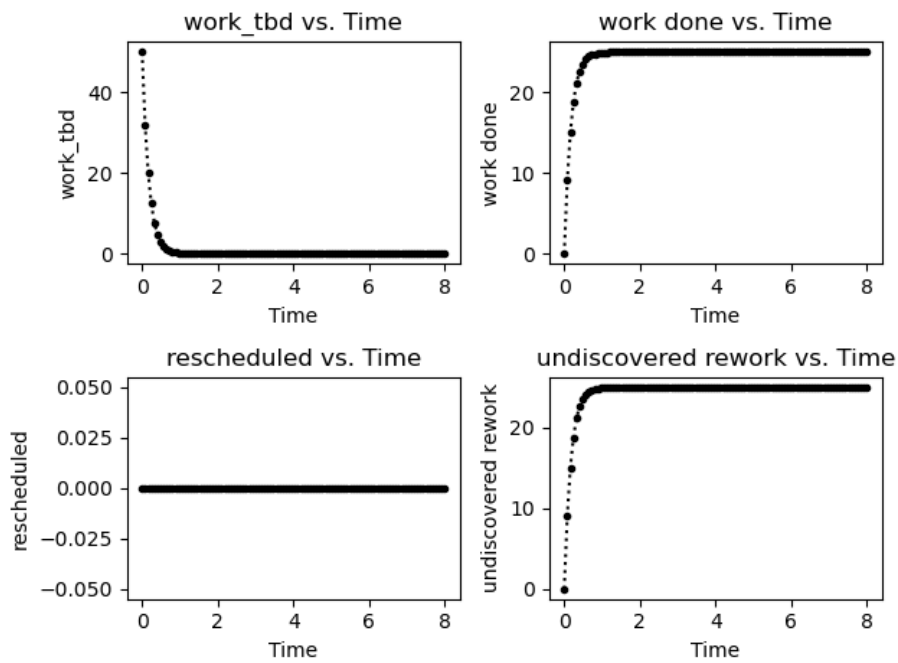 work_tbd vs. Time
work_tbd
40
20
0
0 2 4 6 8
Time
work done vs. Time
work done
20
10
0
0 2 4 6 8
Time
rescheduled vs. Time
rescheduled
0.050
0.025
0.000
−0.025
−0.050
0 2 4 6 8
Time
undiscovered rework vs. Time
undiscovered rework
20
10
0
0 2 4 6 8
Time